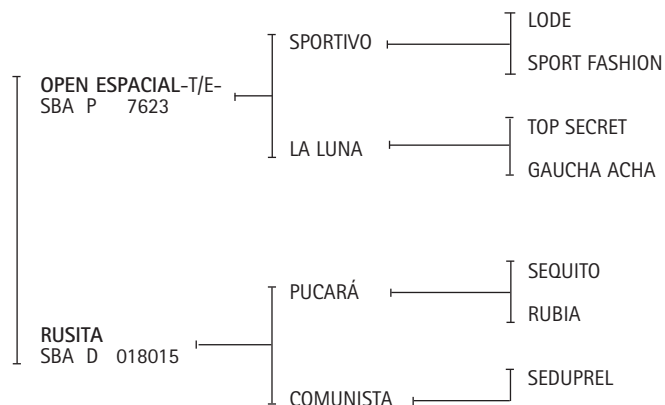 LODE
SPORTIVO
SPORT FASHION
OPEN ESPACIAL-T/E-
SBA P 7623
TOP SECRET
LA LUNA
GAUCHA ACHA
SEQUITO
PUCARÁ
RUBIA
RUSITA
SBA D 018015
SEDUPREL
COMUNISTA